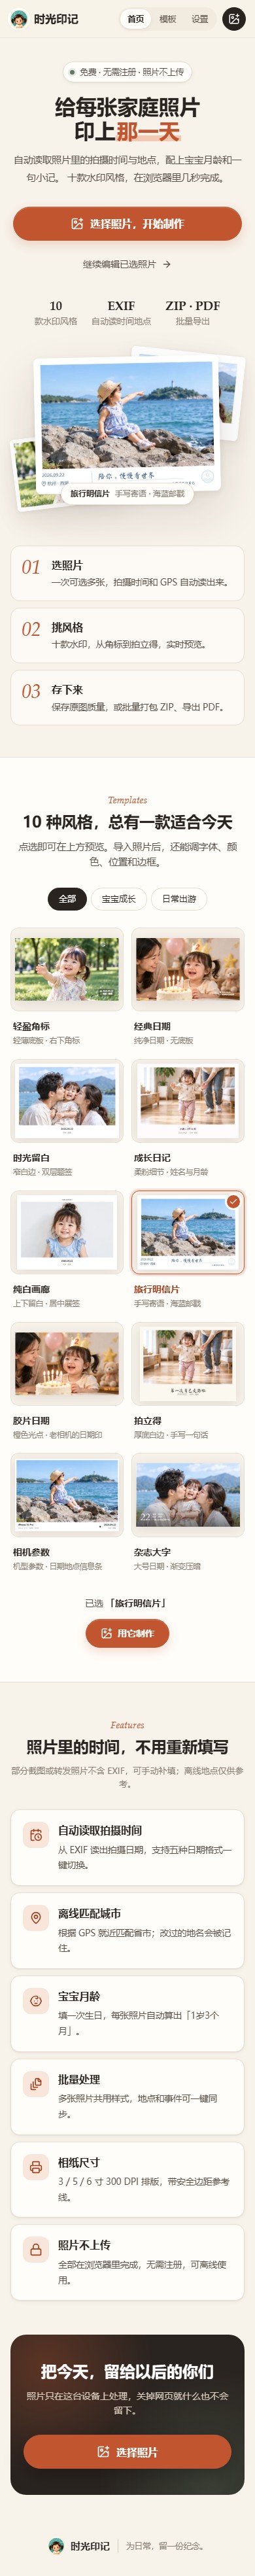 时光印记
首页 模板 设置
免费 · 无需注册 · 照片不上传
给每张家庭照片
印上那一天
自动读取照片里的拍摄时间与地点，配上宝宝月龄和一
句小记。 十款水印风格，在浏览器里几秒完成。
选择照片，开始制作
继续编辑已选照片
10 EXIF ZIP · PDF
款水印风格 自动读时间地点 批量导出
旅行明信片 手写寄语 · 海蓝邮戳
01 选照片
一次可选多张，拍摄时间和 GPS 自动读出来。
02 挑风格
十款水印，从角标到拍立得，实时预览。
03 存下来
保存原图质量，或批量打包 ZIP、导出 PDF。
Templates
10 种风格，总有一款适合今天
点选即可在上方预览。导入照片后，还能调字体、颜
色、位置和边框。
全部 宝宝成长 日常出游
轻盈角标 经典日期
轻薄底板 · 右下角标 纯净日期 · 无底板
时光留白 成长日记
窄白边 · 双层题签 柔粉细节 · 姓名与月龄
纯白画廊 旅行明信片
上下留白 · 居中展签 手写寄语 · 海蓝邮戳
胶片日期 拍立得
橙色光点 · 老相机的日期印 厚底白边 · 手写一句话
22
相机参数 杂志大字
机型参数 · 日期地点信息条 大号日期 · 渐变压暗
已选 「旅行明信片」
用它制作
Features
照片里的时间，不用重新填写
部分截图或转发照片不含 EXIF，可手动补填；离线地点仅供参
考。
自动读取拍摄时间
从 EXIF 读出拍摄日期，支持五种日期格式一
键切换。
离线匹配城市
根据 GPS 就近匹配省市；改过的地名会被记
住。
宝宝月龄
填一次生日，每张照片自动算出「1岁3个
月」。
批量处理
多张照片共用样式，地点和事件可一键同
步。
相纸尺寸
3 / 5 / 6 寸 300 DPI 排版，带安全边距参考
线。
照片不上传
全部在浏览器里完成，无需注册，可离线使
用。
把今天，留给以后的你们
照片只在这台设备上处理，关掉网页就什么也不会
留下。
选择照片
时光印记 为日常，留一份纪念。